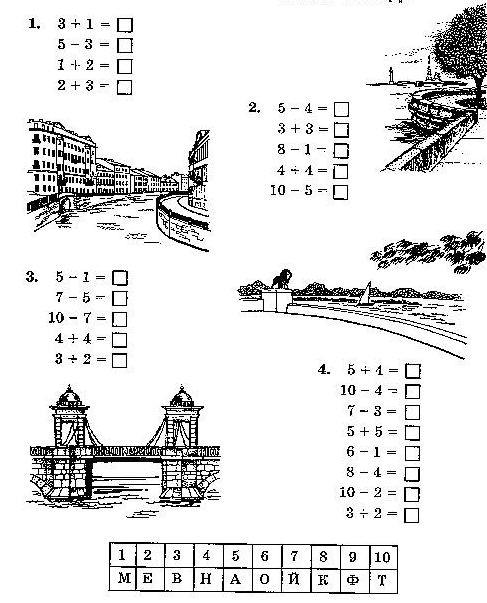 1. 3 + 1 = □
5 − 3 = □
1 + 2 = □
2 + 3 = □
2. 5 − 4 = □
3 + 3 = □
8 − 1 = □
4 + 4 = □
10 − 5 = □
3. 5 − 1 = □
7 − 5 = □
10 − 7 = □
4 + 4 = □
3 + 2 = □
4. 5 + 4 = □
10 − 4 = □
7 − 3 = □
5 + 5 = □
6 − 1 = □
8 − 4 = □
10 − 2 = □
3 + 2 = □
1 2 3 4 5 6 7 8 9 10
М Е В Н А О Й К Ф Т